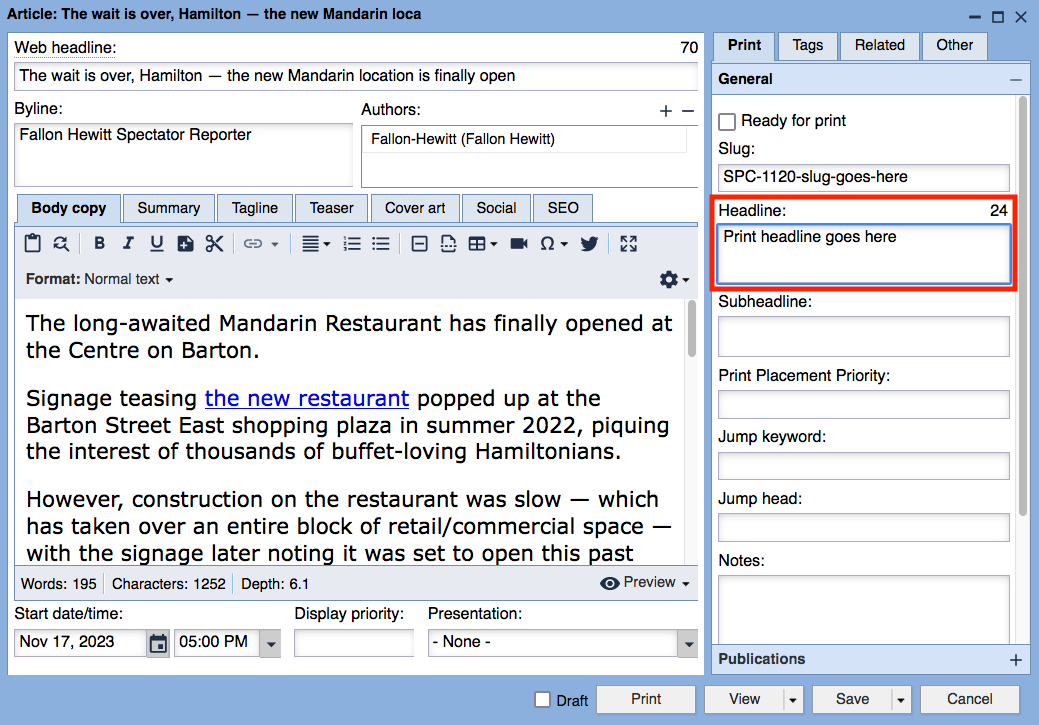 Article: The wait is over, Hamilton — the new Mandarin loca
Web headline: 70
The wait is over, Hamilton — the new Mandarin location is finally open
Byline:
Fallon Hewitt Spectator Reporter
Authors: + −
Fallon-Hewitt (Fallon Hewitt)
Body copy Summary Tagline Teaser Cover art Social SEO
Format: Normal text
The long-awaited Mandarin Restaurant has finally opened at
the Centre on Barton.
Signage teasing the new restaurant popped up at the
Barton Street East shopping plaza in summer 2022, piquing
the interest of thousands of buffet-loving Hamiltonians.
However, construction on the restaurant was slow — which
has taken over an entire block of retail/commercial space —
with the signage later noting it was set to open this past
Words: 195 Characters: 1252 Depth: 6.1 Preview
Start date/time: Display priority: Presentation:
Nov 17, 2023 05:00 PM - None -
Print Tags Related Other
General
Ready for print
Slug:
SPC-1120-slug-goes-here
Headline: 24
Print headline goes here
Subheadline:
Print Placement Priority:
Jump keyword:
Jump head:
Notes:
Publications +
Draft Print View Save Cancel